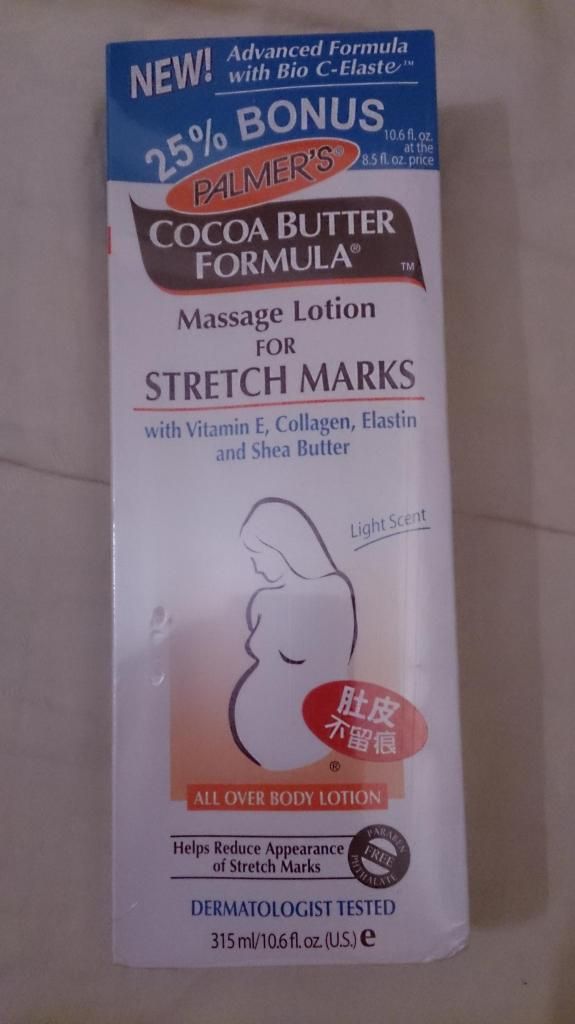 NEW!
Advanced Formula
with Bio C-Elaste™
25% BONUS
10.6 fl. oz.
at the
8.5 fl. oz. price
PALMER'S®
COCOA BUTTER
FORMULA®
™
Massage Lotion
FOR
STRETCH MARKS
with Vitamin E, Collagen, Elastin
and Shea Butter
Light Scent
肚皮
不留痕
®
ALL OVER BODY LOTION
Helps Reduce Appearance
of Stretch Marks
PARABEN
FREE
PHTHALATE
DERMATOLOGIST TESTED
315 ml/10.6 fl. oz. (U.S.) e